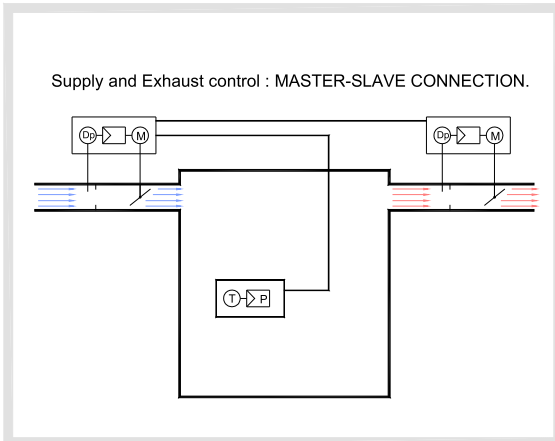 Supply and Exhaust control : MASTER-SLAVE CONNECTION.
Dp M Dp M
T P